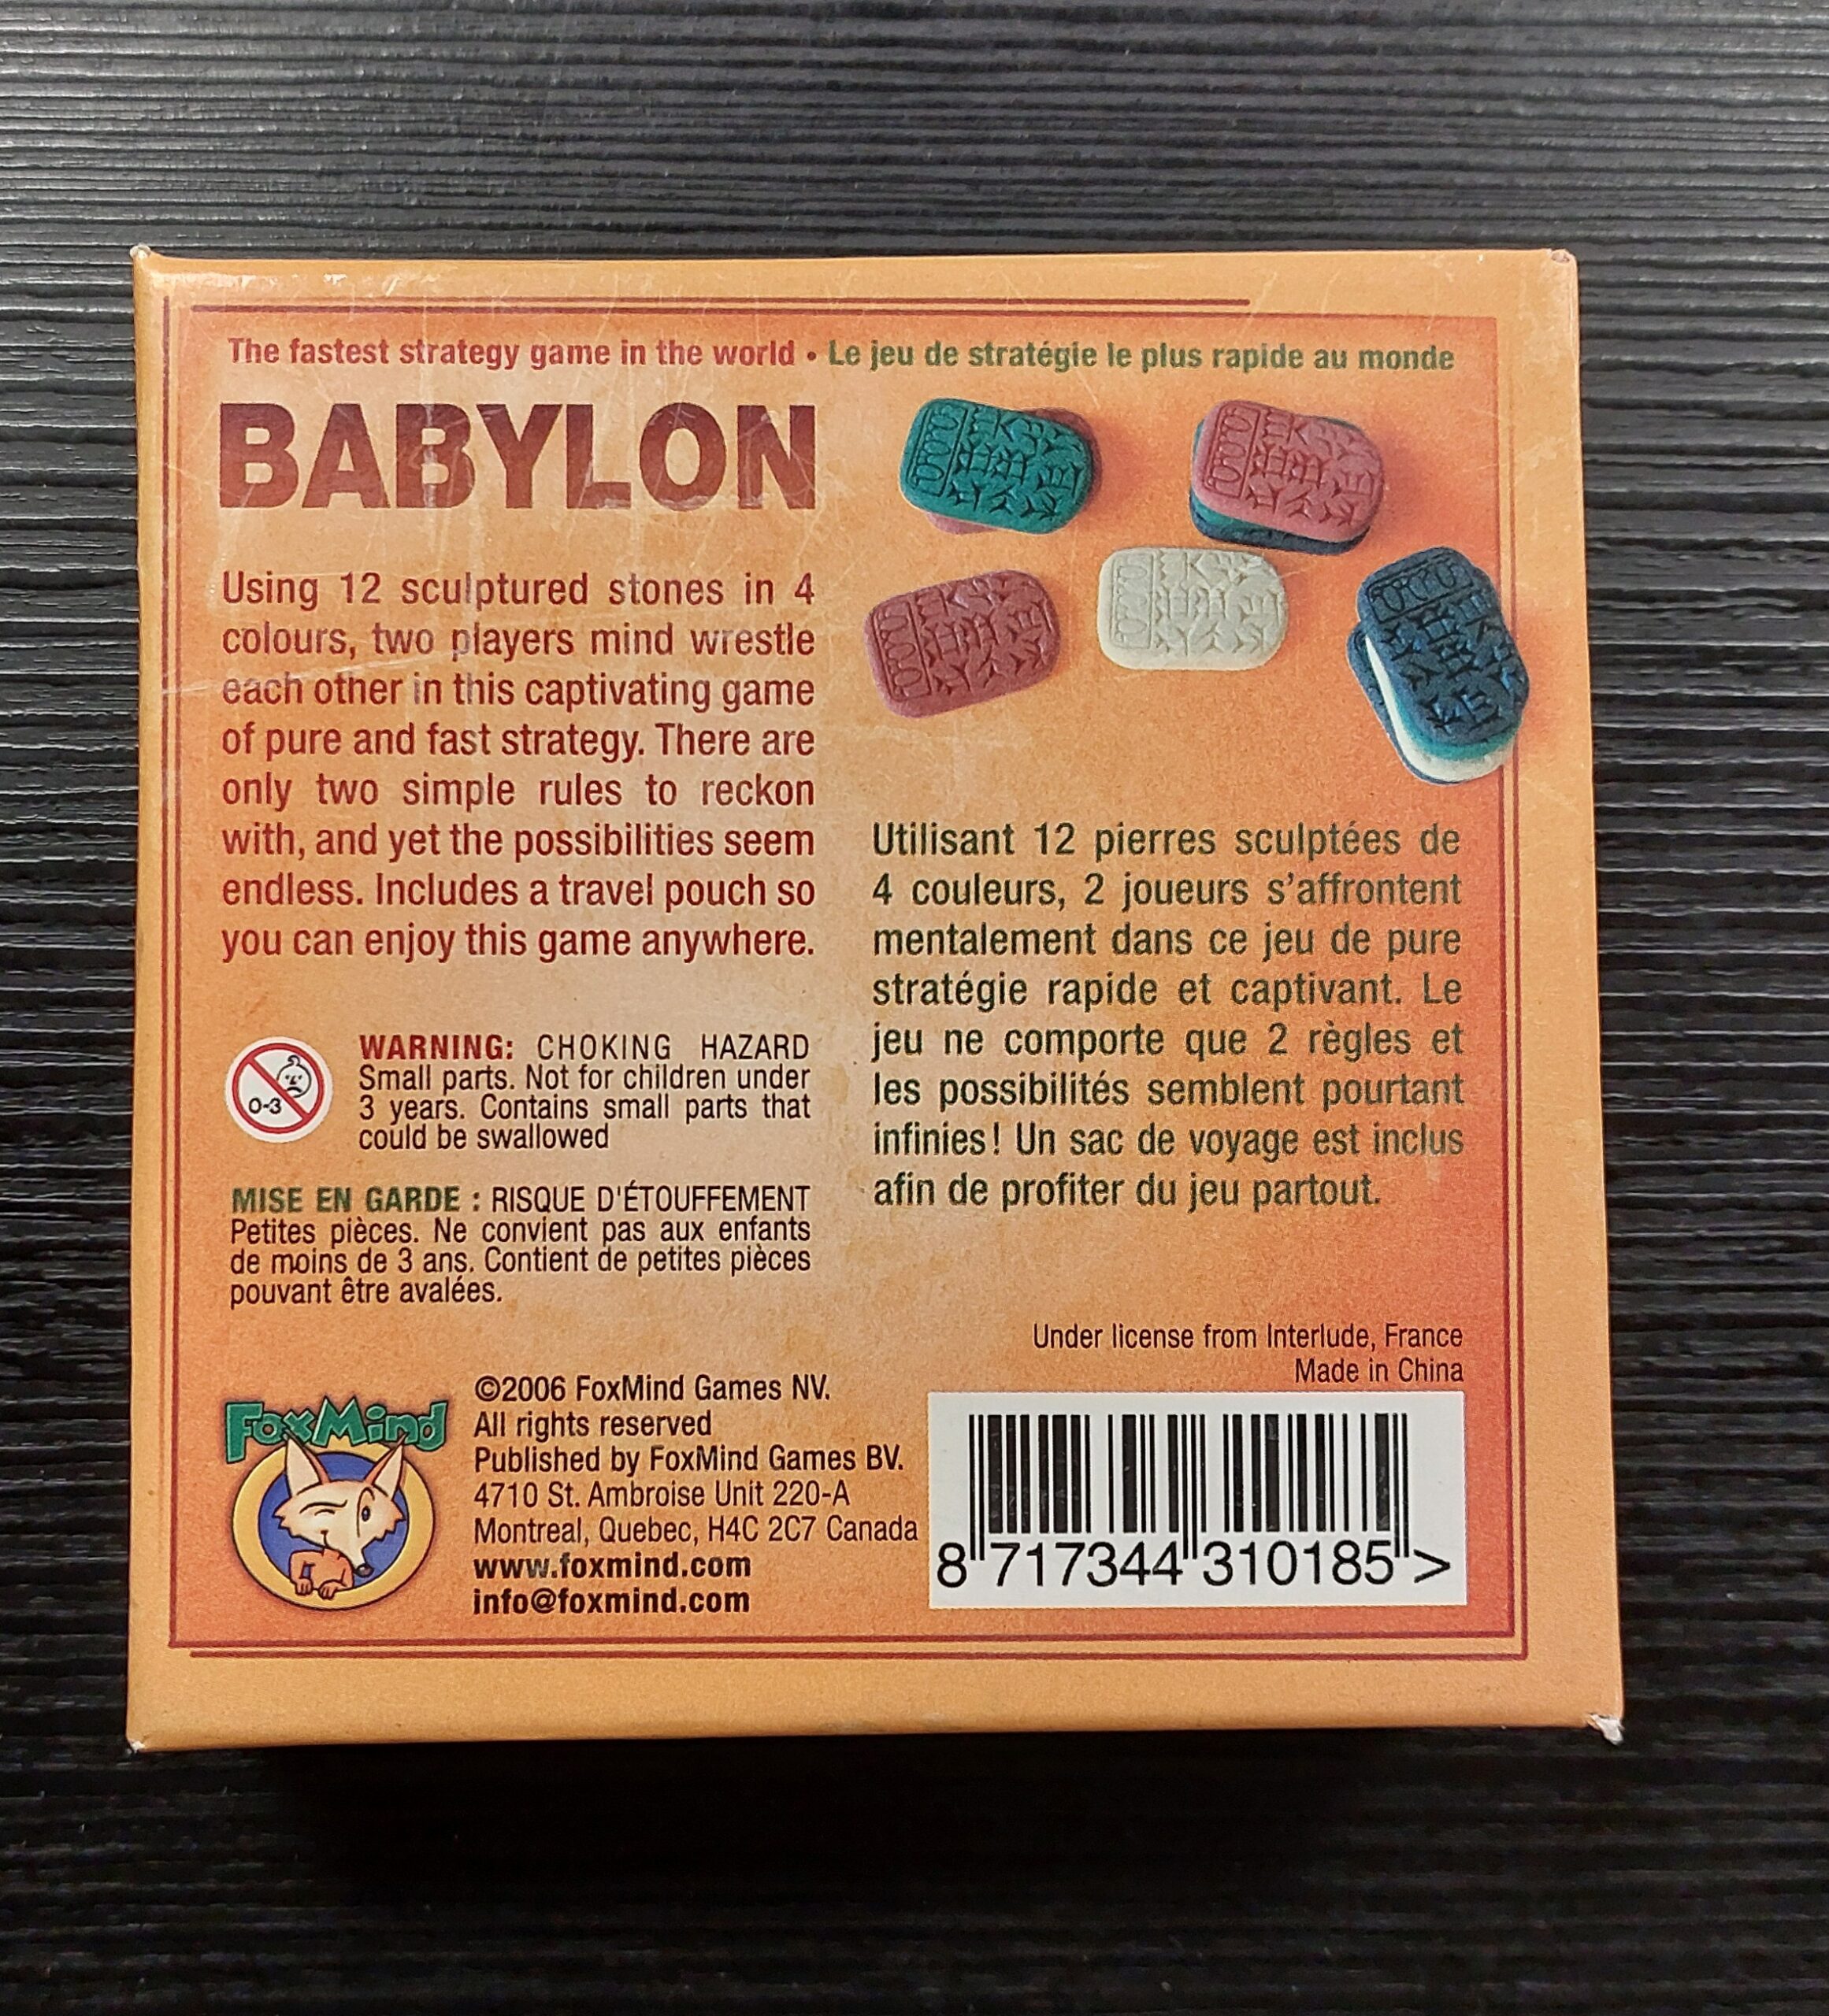 The fastest strategy game in the world • Le jeu de stratégie le plus rapide au monde
BABYLON
Using 12 sculptured stones in 4
colours, two players mind wrestle
each other in this captivating game
of pure and fast strategy. There are
only two simple rules to reckon
with, and yet the possibilities seem
endless. Includes a travel pouch so
you can enjoy this game anywhere.
WARNING: CHOKING HAZARD
Small parts. Not for children under
3 years. Contains small parts that
could be swallowed
0-3
MISE EN GARDE : RISQUE D'ÉTOUFFEMENT
Petites pièces. Ne convient pas aux enfants
de moins de 3 ans. Contient de petites pièces
pouvant être avalées.
Utilisant 12 pierres sculptées de
4 couleurs, 2 joueurs s'affrontent
mentalement dans ce jeu de pure
stratégie rapide et captivant. Le
jeu ne comporte que 2 règles et
les possibilités semblent pourtant
infinies! Un sac de voyage est inclus
afin de profiter du jeu partout.
Under license from Interlude, France
Made in China
FoxMind
©2006 FoxMind Games NV.
All rights reserved
Published by FoxMind Games BV.
4710 St. Ambroise Unit 220-A
Montreal, Quebec, H4C 2C7 Canada
www.foxmind.com
info@foxmind.com
8 717344 310185 >